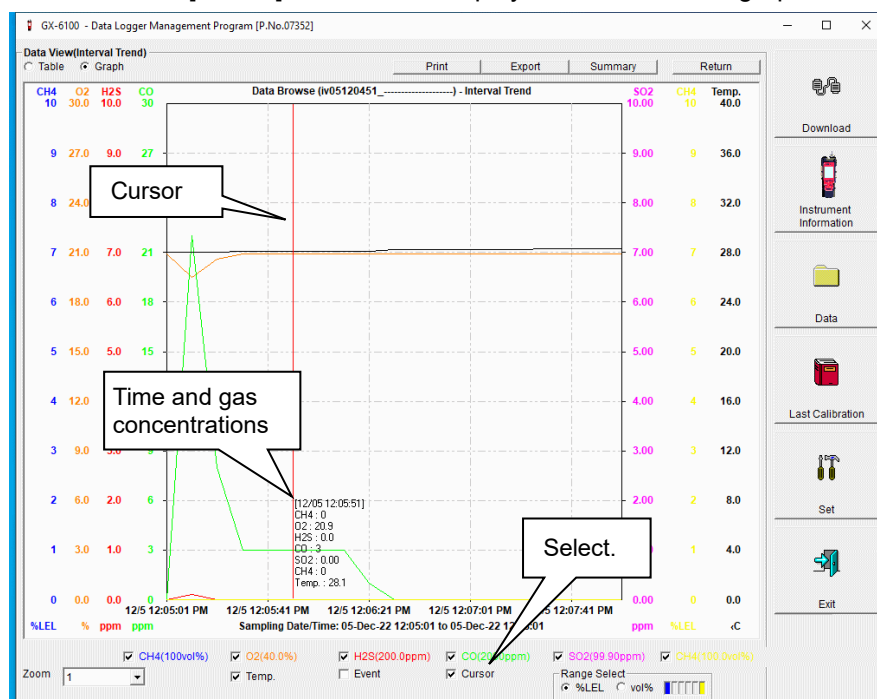 GX-6100 - Data Logger Management Program [P.No.07352]
Data View(Interval Trend)
Table Graph Print Export Summary Return
CH4 O2 H2S CO Data Browse (iv05120451_--------------------) - Interval Trend SO2 CH4 Temp.
10 30.0 10.0 30 10.00 10 40.0
9 27.0 9.0 27 9.00 9 36.0
8 24.0 8.00 8 32.0
7 21.0 7.0 21 7.00 7 28.0
6 18.0 6.0 18 6.00 6 24.0
5 15.0 5.0 15 5.00 5 20.0
4 12.0 4.00 4 16.0
3 9.0 9 3.00 3 12.0
2 6.0 2.0 6 2.00 2 8.0
1 3.0 1.0 3 1 4.0
0 0.0 0.0 0 0.00 0 0.0
Cursor
Time and gas
concentrations
[12/05 12:05:51]
CH4 : 0
O2 : 20.9
H2S : 0.0
CO : 3
SO2 : 0.00
CH4 : 0
Temp. : 28.1
Select.
12/5 12:05:01 PM 12/5 12:05:41 PM 12/5 12:06:21 PM 12/5 12:07:01 PM 12:07:41 PM
%LEL % ppm ppm Sampling Date/Time: 05-Dec-22 12:05:01 to 05-Dec-22 ppm %LEL ‹C
CH4(100vol%) O2(40.0%) H2S(200.0ppm) SO2(99.90ppm) CH4(100.0vol%)
Zoom 1 Temp. Event Cursor Range Select
%LEL vol%
Download
Instrument
Information
Data
Last Calibration
Set
Exit